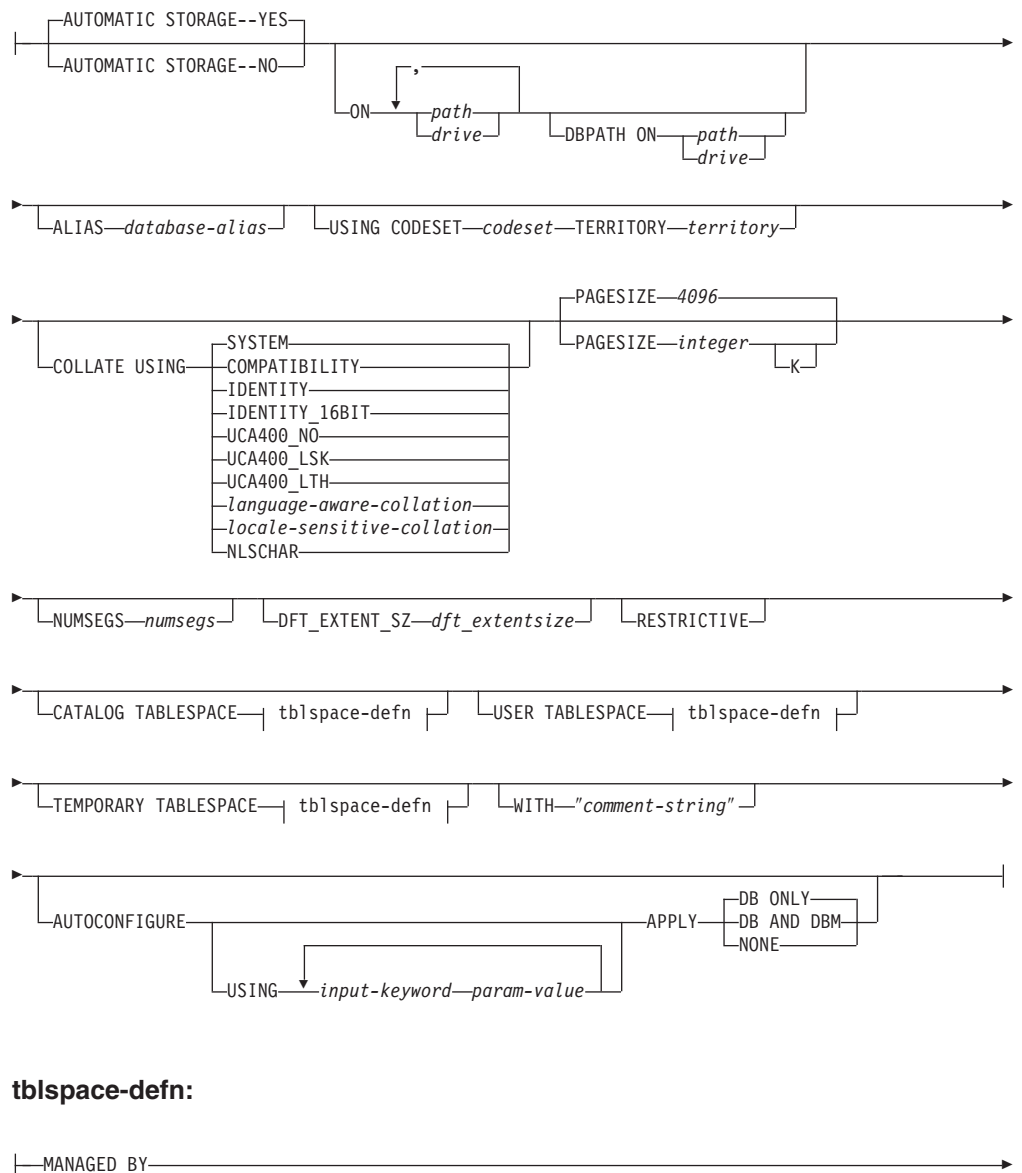 AUTOMATIC STORAGE--YES
AUTOMATIC STORAGE--NO
,
ON path
drive
DBPATH ON path
drive
ALIAS database-alias USING CODESET codeset TERRITORY territory
PAGESIZE 4096
COLLATE USING SYSTEM PAGESIZE integer K
COMPATIBILITY
IDENTITY
IDENTITY_16BIT
UCA400_NO
UCA400_LSK
UCA400_LTH
language-aware-collation
locale-sensitive-collation
NLSCHAR
NUMSEGS numsegs DFT_EXTENT_SZ dft_extentsize RESTRICTIVE
CATALOG TABLESPACE tblspace-defn USER TABLESPACE tblspace-defn
TEMPORARY TABLESPACE tblspace-defn WITH "comment-string"
AUTOCONFIGURE APPLY DB ONLY
DB AND DBM
NONE
USING input-keyword param-value
tblspace-defn:
MANAGED BY